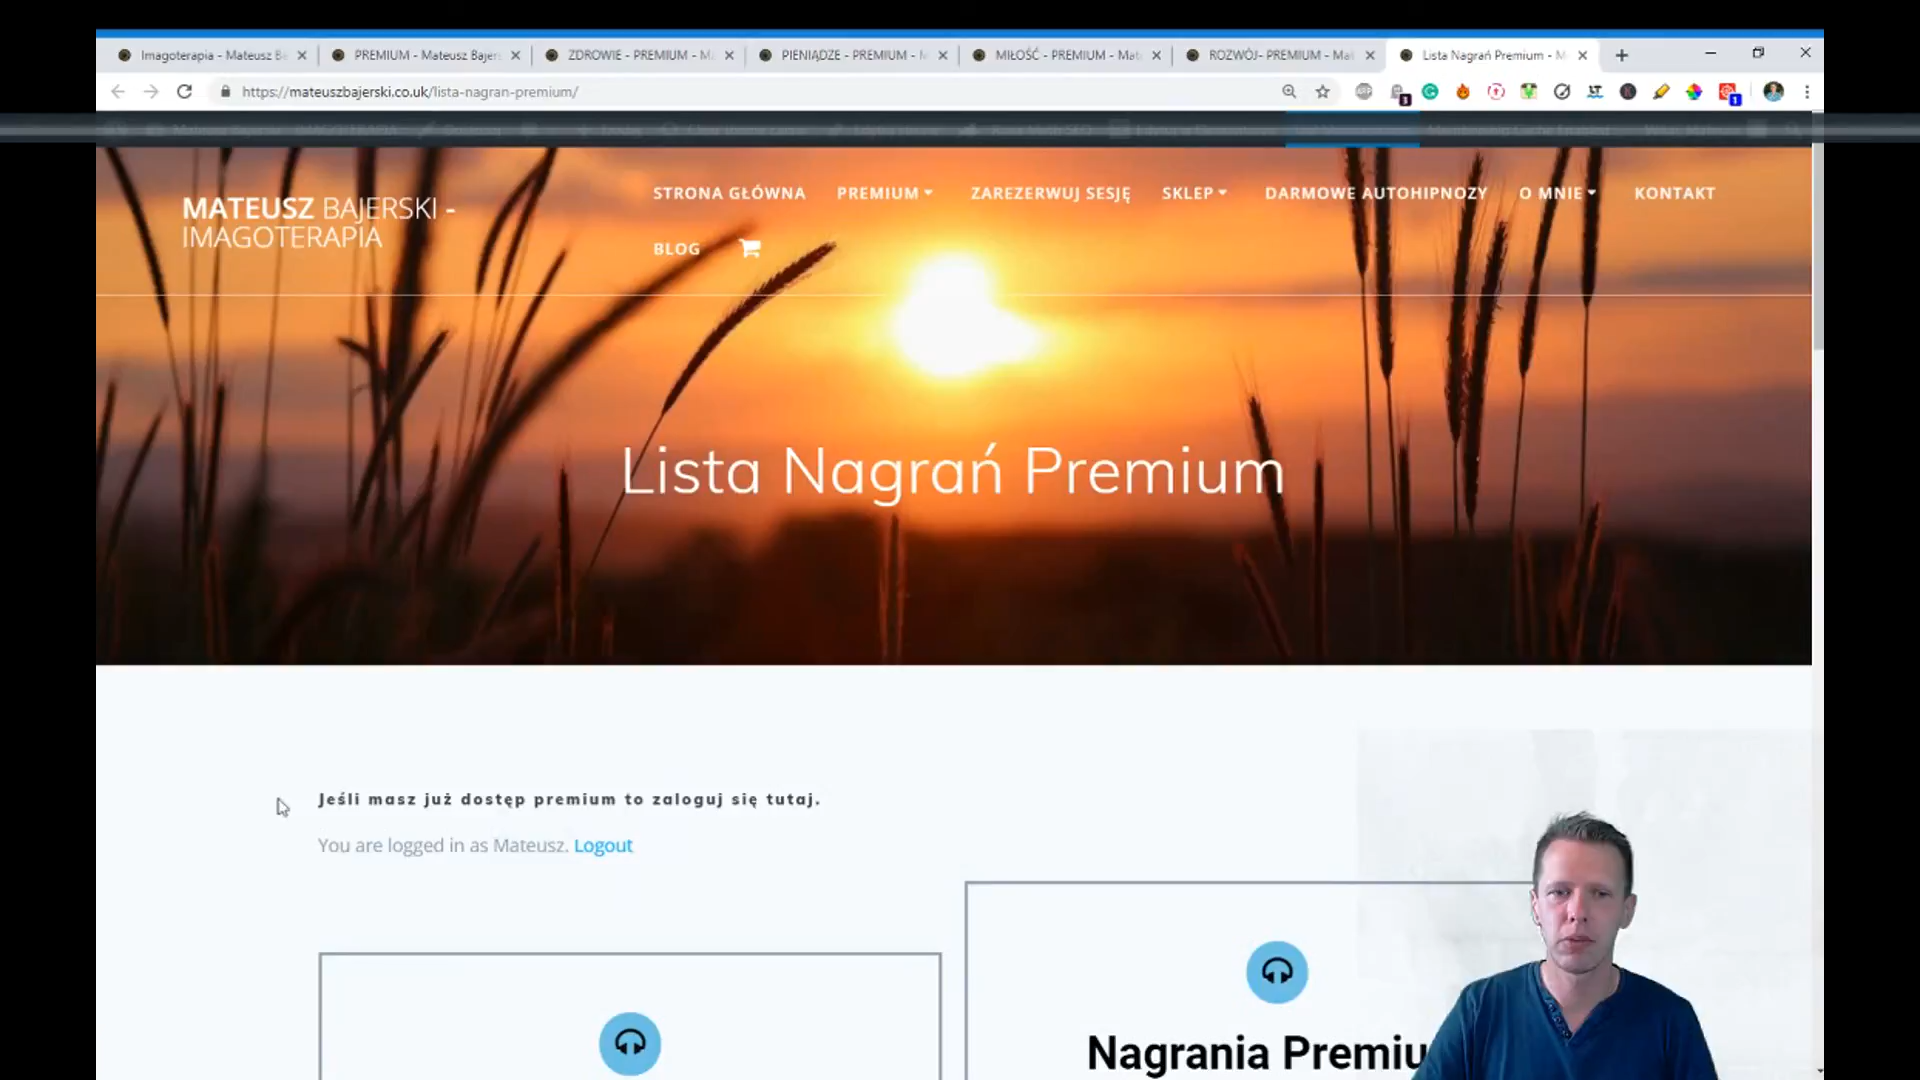 Imagoterapia - Mateusz Be
PREMIUM - Mateusz Bajers
ZDROWIE - PREMIUM - Ma
PIENIĄDZE - PREMIUM - M
MIŁOŚĆ - PREMIUM - Mate
ROZWÓJ- PREMIUM - Mat
Lista Nagrań Premium - M
https://mateuszbajerski.co.uk/lista-nagran-premium/
MATEUSZ BAJERSKI -
IMAGOTERAPIA
STRONA GŁÓWNA
PREMIUM
ZAREZERWUJ SESJĘ
SKLEP
DARMOWE AUTOHIPNOZY
O MNIE
KONTAKT
BLOG
Lista Nagrań Premium
Jeśli masz już dostęp premium to zaloguj się tutaj.
You are logged in as Mateusz. Logout
Nagrania Premiu